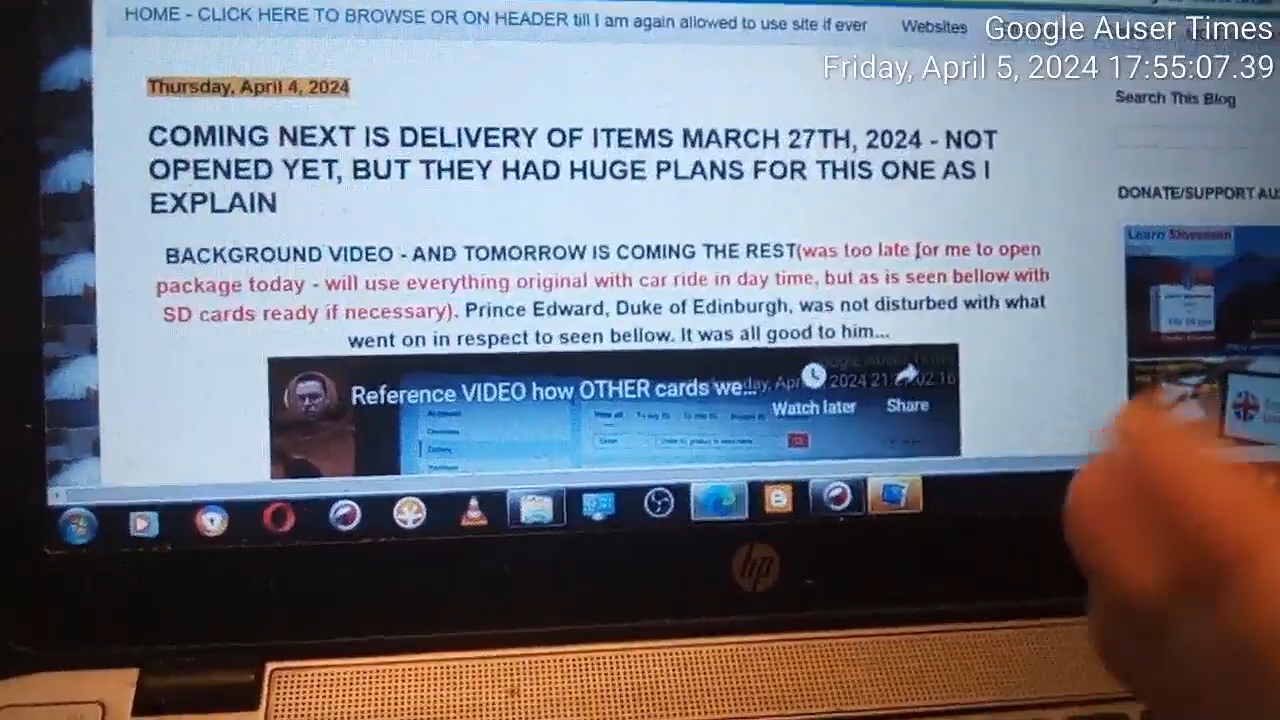 HOME - CLICK HERE TO BROWSE OR ON HEADER till I am again allowed to use site if ever
Websites
Google Auser Times
Friday, April 5, 2024 17:55:07.39
Thursday, April 4, 2024
Search This Blog
COMING NEXT IS DELIVERY OF ITEMS MARCH 27TH, 2024 - NOT
OPENED YET, BUT THEY HAD HUGE PLANS FOR THIS ONE AS I
EXPLAIN
DONATE/SUPPORT AU
BACKGROUND VIDEO - AND TOMORROW IS COMING THE REST(was too late for me to open
package today - will use everything original with car ride in day time, but as is seen bellow with
SD cards ready if necessary). Prince Edward, Duke of Edinburgh, was not disturbed with what
went on in respect to seen bellow. It was all good to him...
Learn Slovenian
Reference VIDEO how OTHER cards we...
Watch later
Share
hp